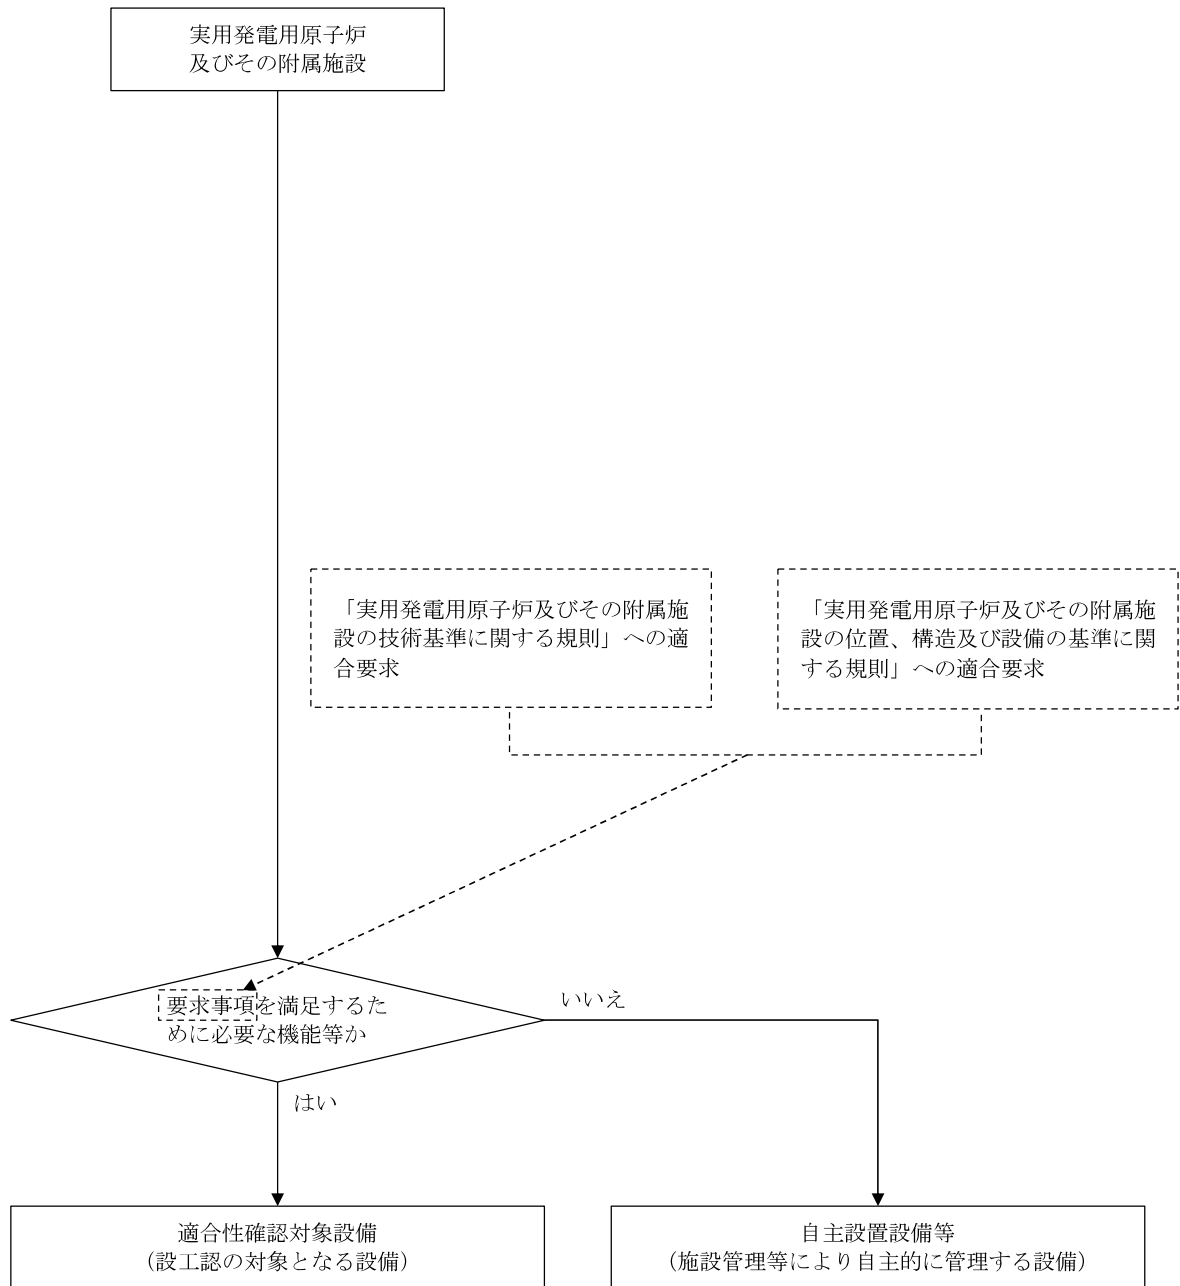 実用発電用原子炉
及びその附属施設
「実用発電用原子炉及びその附属施
設の技術基準に関する規則」への適
合要求
「実用発電用原子炉及びその附属施
設の位置、構造及び設備の基準に関
する規則」への適合要求
要求事項を満足するた
めに必要な機能等か
いいえ
はい
適合性確認対象設備
（設工認の対象となる設備）
自主設置設備等
（施設管理等により自主的に管理する設備）